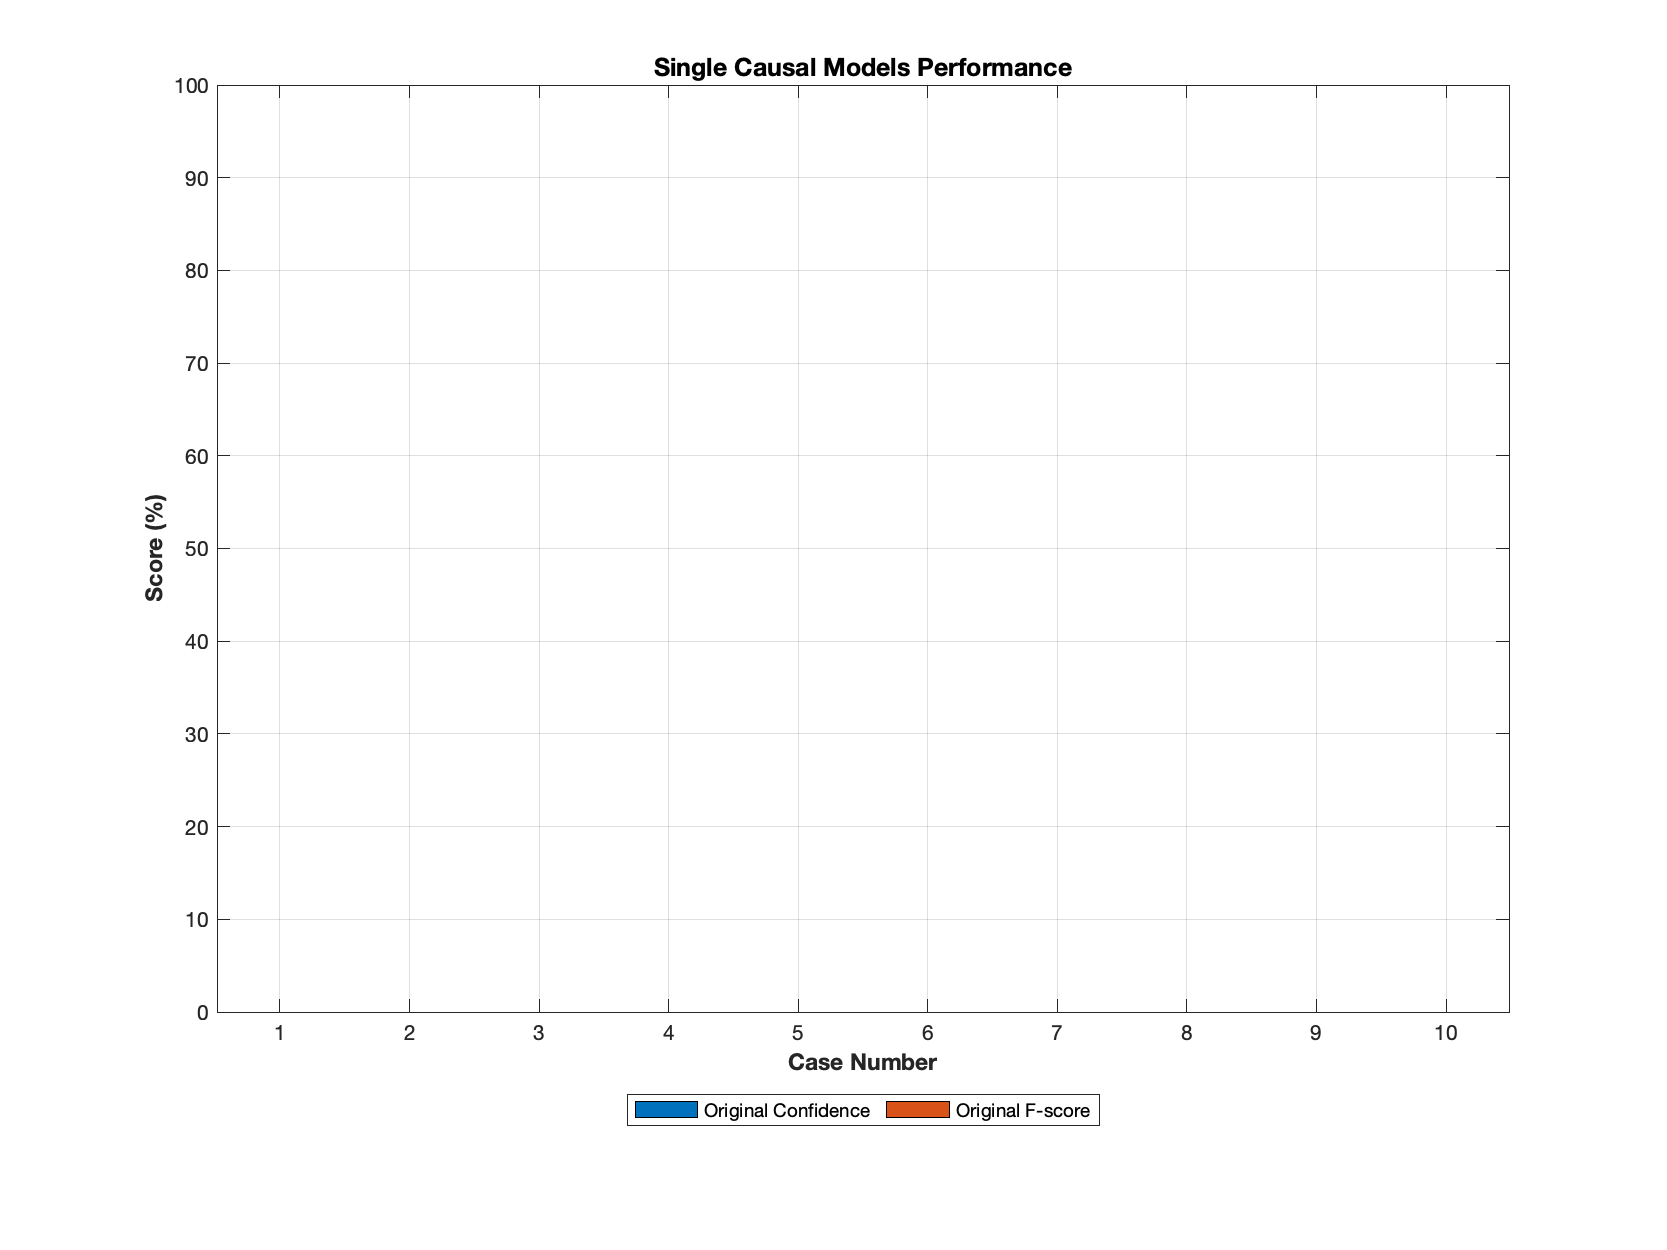 Single Causal Models Performance
100
90
80
70
60
50
40
30
20
10
0
Score (%)
1 2 3 4 5 6 7 8 9 10
Case Number
Original Confidence Original F-score